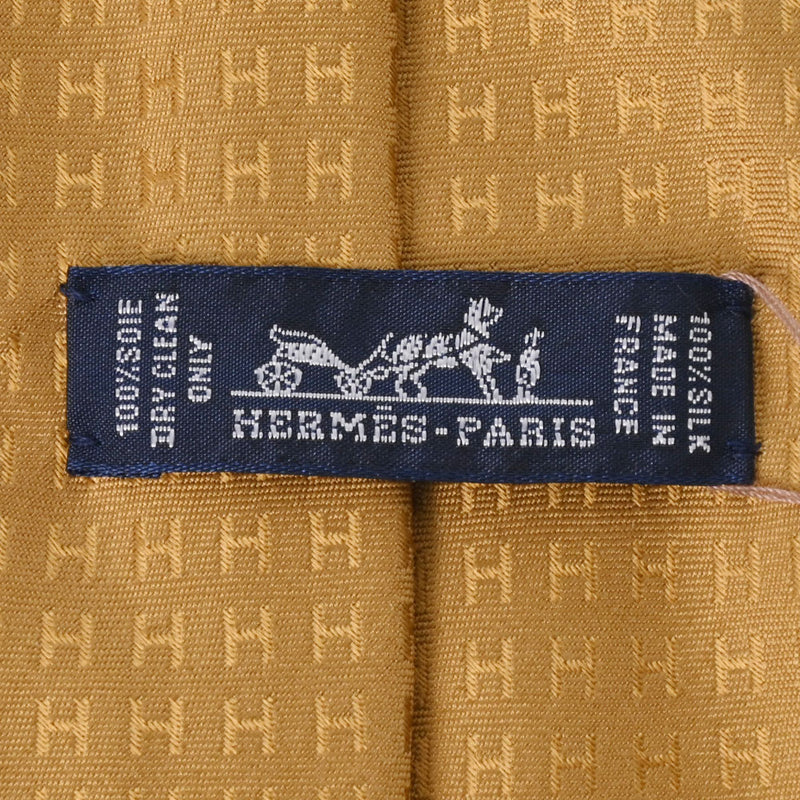 100%SOIE
DRY CLEAN
ONLY
HERMÈS-PARIS
100%SILK
MADE IN
FRANCE